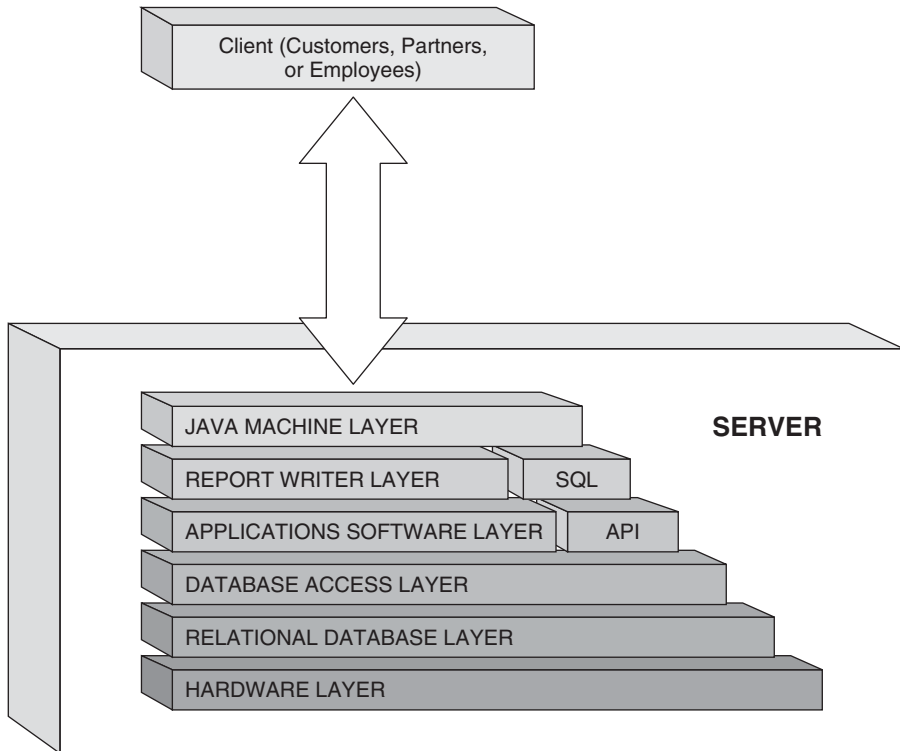 Client (Customers, Partners,
or Employees)
SERVER
JAVA MACHINE LAYER
REPORT WRITER LAYER
SQL
APPLICATIONS SOFTWARE LAYER
API
DATABASE ACCESS LAYER
RELATIONAL DATABASE LAYER
HARDWARE LAYER